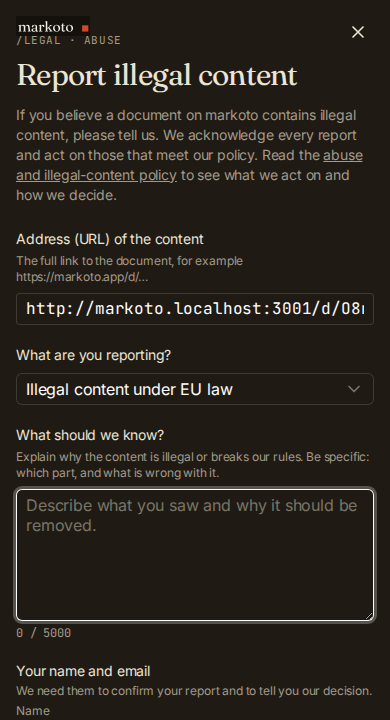 markoto
/LEGAL · ABUSE
Report illegal content
If you believe a document on markoto contains illegal
content, please tell us. We acknowledge every report
and act on those that meet our policy. Read the abuse
and illegal-content policy to see what we act on and
how we decide.
Address (URL) of the content
The full link to the document, for example
https://markoto.app/d/…
http://markoto.localhost:3001/d/O8
What are you reporting?
Illegal content under EU law
What should we know?
Explain why the content is illegal or breaks our rules. Be specific:
which part, and what is wrong with it.
Describe what you saw and why it should be
removed.
0 / 5000
Your name and email
We need them to confirm your report and to tell you our decision.
Name